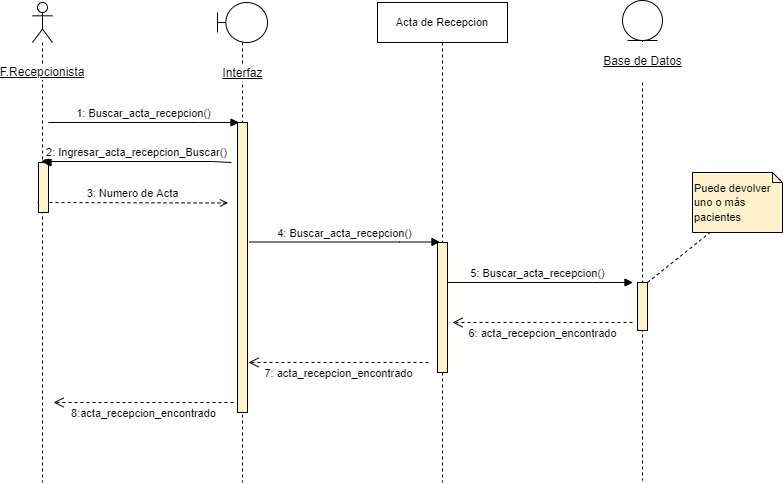 F.Recepcionista
Interfaz
Acta de Recepcion
Base de Datos
1: Buscar_acta_recepcion()
2: Ingresar_acta_recepcion_Buscar()
3: Numero de Acta
Puede devolver
uno o más
pacientes
4: Buscar_acta_recepcion()
5: Buscar_acta_recepcion()
6: acta_recepcion_encontrado
7: acta_recepcion_encontrado
8:acta_recepcion_encontrado